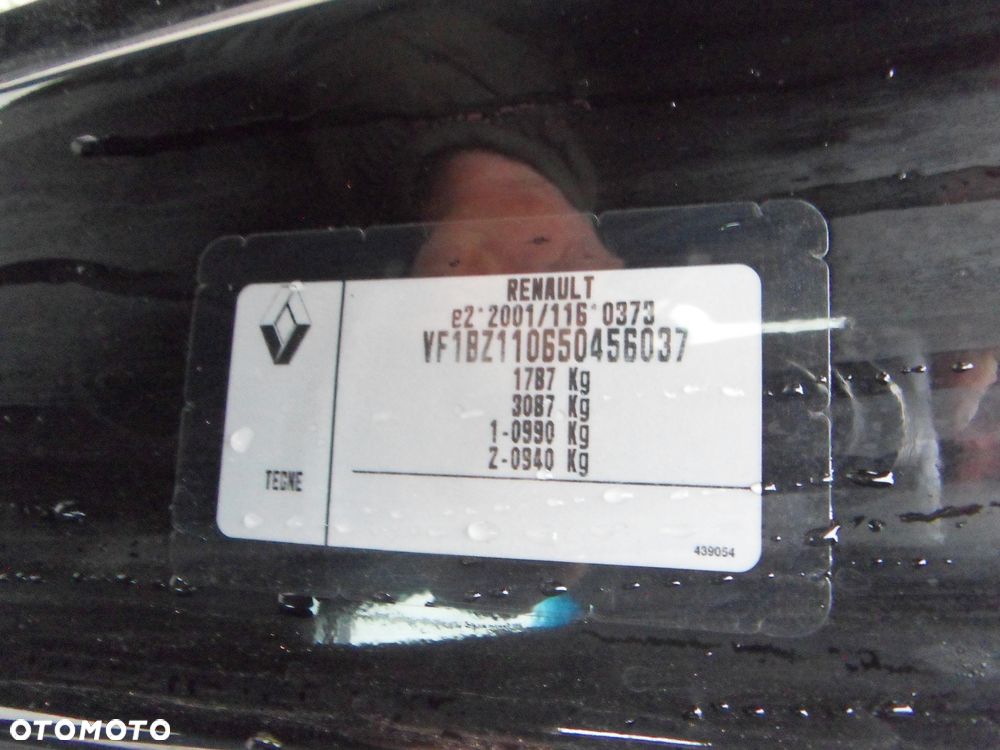 RENAULT
e2*2001/116*0373
VF1BZ110650456037
1787 Kg
3087 Kg
1-0990 Kg
2-0940 Kg
TEGNE
439054
OTOMOTO